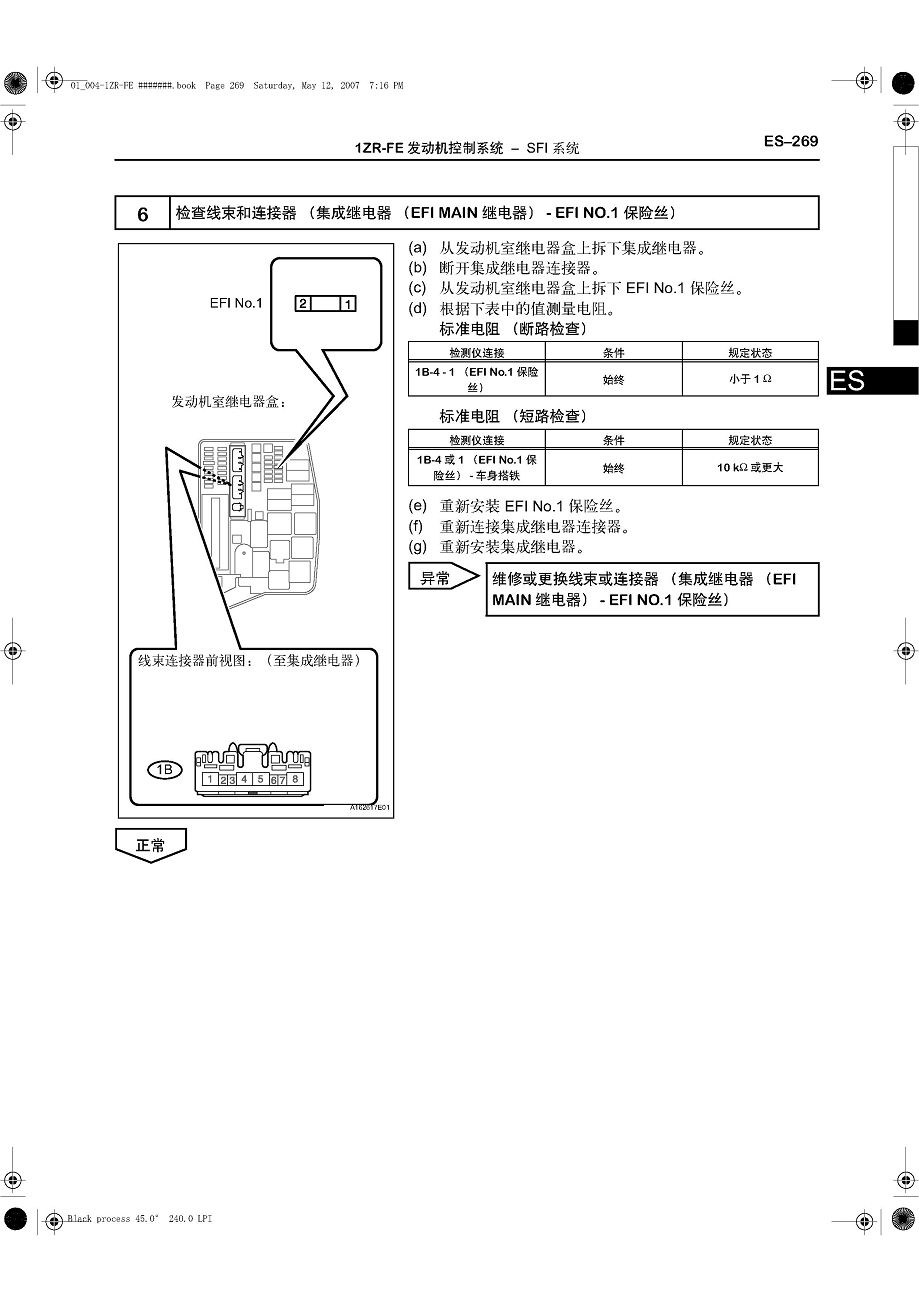 01_004-1ZR-FE #######.book Page 269 Saturday, May 12, 2007 7:16 PM
1ZR-FE 发动机控制系统 – SFI 系统
ES–269
6
检查线束和连接器 （集成继电器 （EFI MAIN 继电器） - EFI NO.1 保险丝）
EFI No.1
2 1
发动机室继电器盒：
线束连接器前视图：（至集成继电器）
1B
1 2 3 4 5 6 7 8
A162617E01
(a) 从发动机室继电器盒上拆下集成继电器。
(b) 断开集成继电器连接器。
(c) 从发动机室继电器盒上拆下 EFI No.1 保险丝。
(d) 根据下表中的值测量电阻。
标准电阻 （断路检查）
检测仪连接 条件 规定状态
1B-4 - 1 （EFI No.1 保险
丝）
始终
小于 1 Ω
标准电阻 （短路检查）
检测仪连接 条件 规定状态
1B-4 或 1 （EFI No.1 保
险丝） - 车身搭铁
始终
10 kΩ 或更大
(e) 重新安装 EFI No.1 保险丝。
(f) 重新连接集成继电器连接器。
(g) 重新安装集成继电器。
异常
维修或更换线束或连接器 （集成继电器 （EFI
MAIN 继电器） - EFI NO.1 保险丝）
ES
正常
Black process 45.0° 240.0 LPI